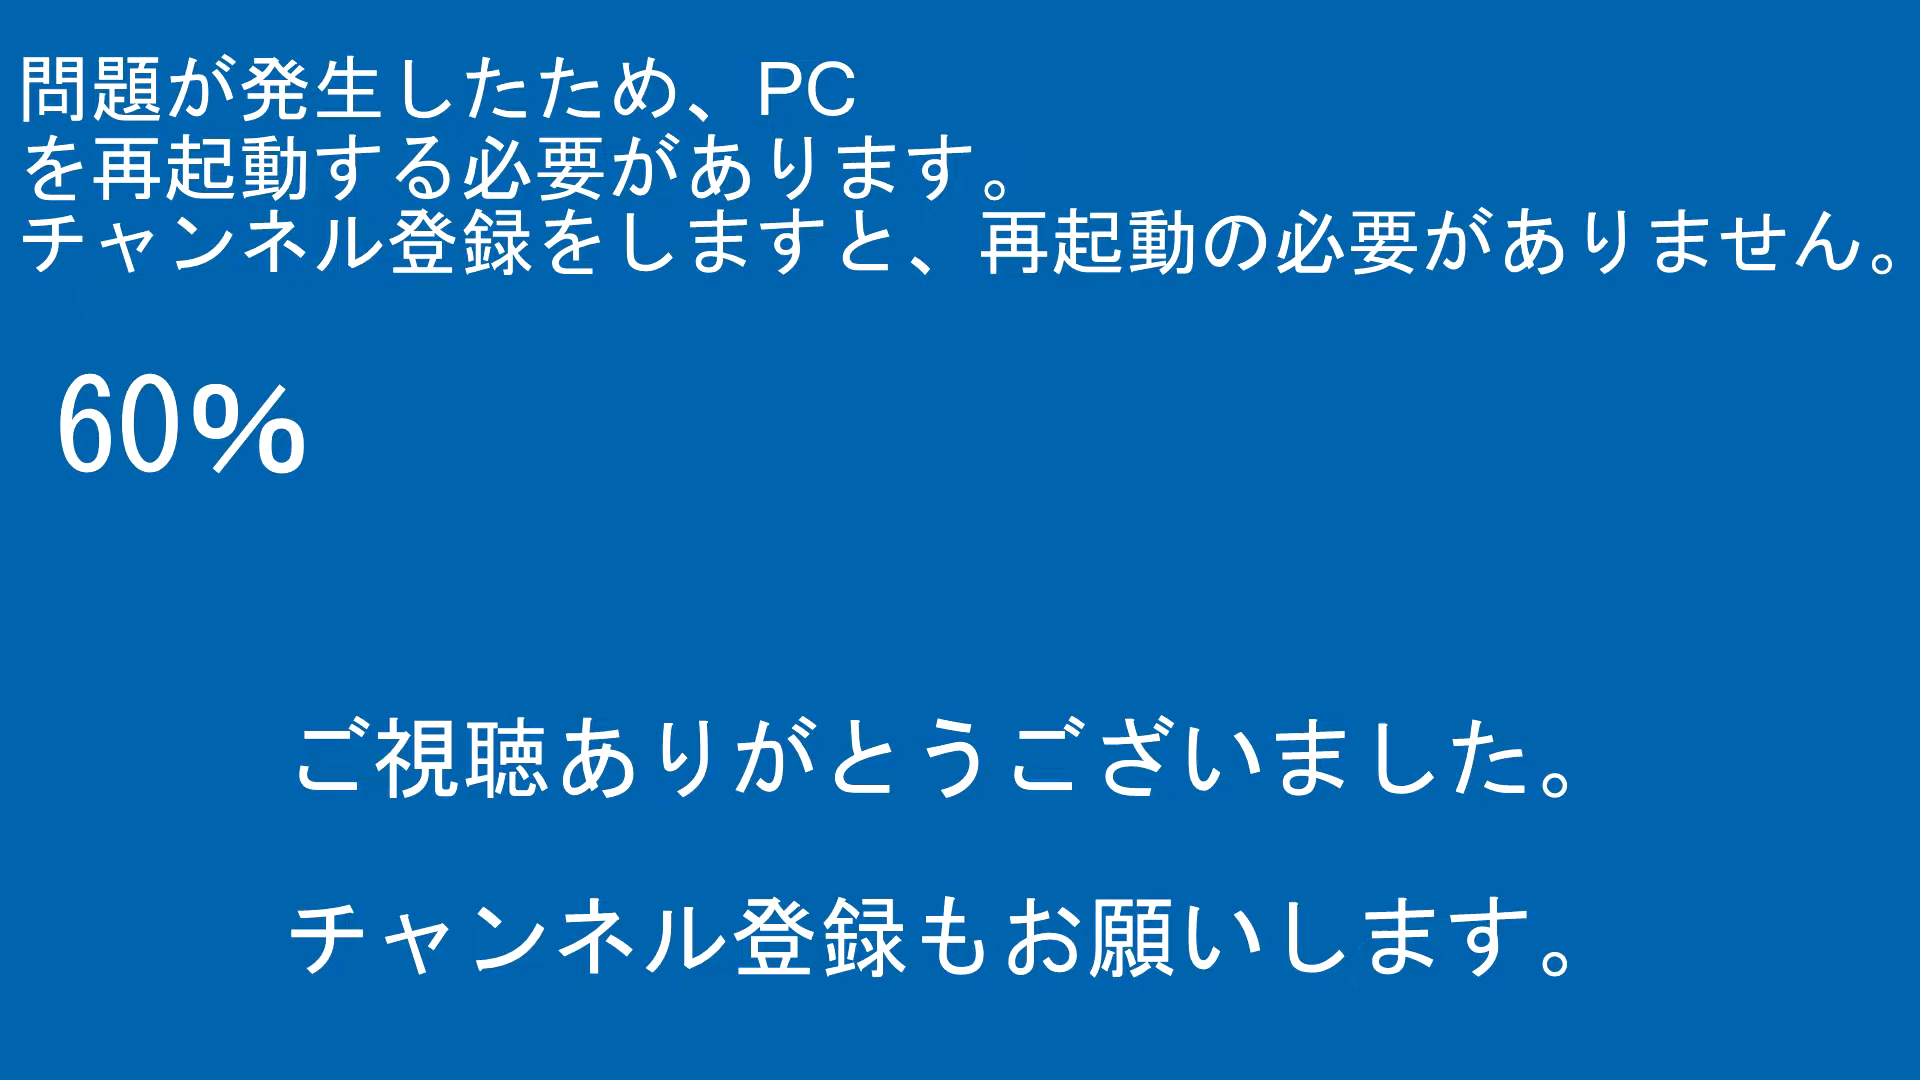 問題が発生したため、PC
を再起動する必要があります。
チャンネル登録をしますと、再起動の必要がありません。
60%
ご視聴ありがとうございました。
チャンネル登録もお願いします。